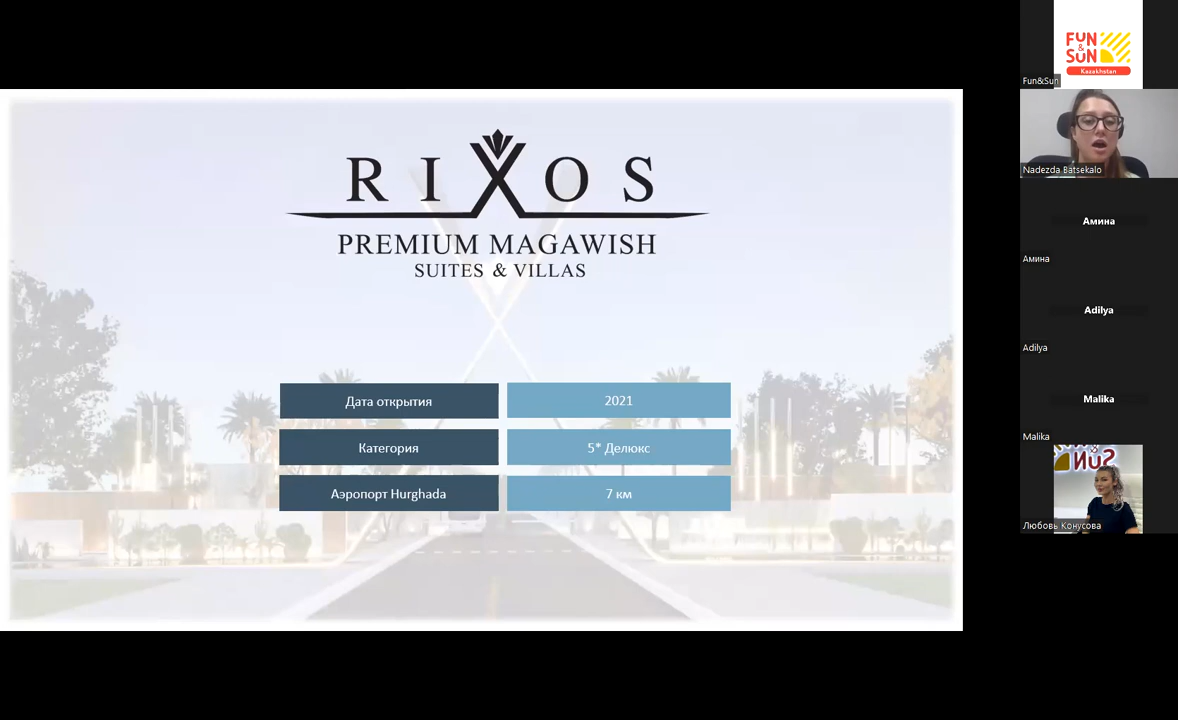 RIXOS
PREMIUM MAGAWISH
SUITES & VILLAS
Дата открытия
2021
Категория
5* Делюкс
Аэропорт Hurghada
7 км
FUN
&
SUN
Kazakhstan
Fun&Sun
Nadezda Batsekalo
Амина
Амина
Adilya
Adilya
Malika
Malika
SUN
Любовь Конусова